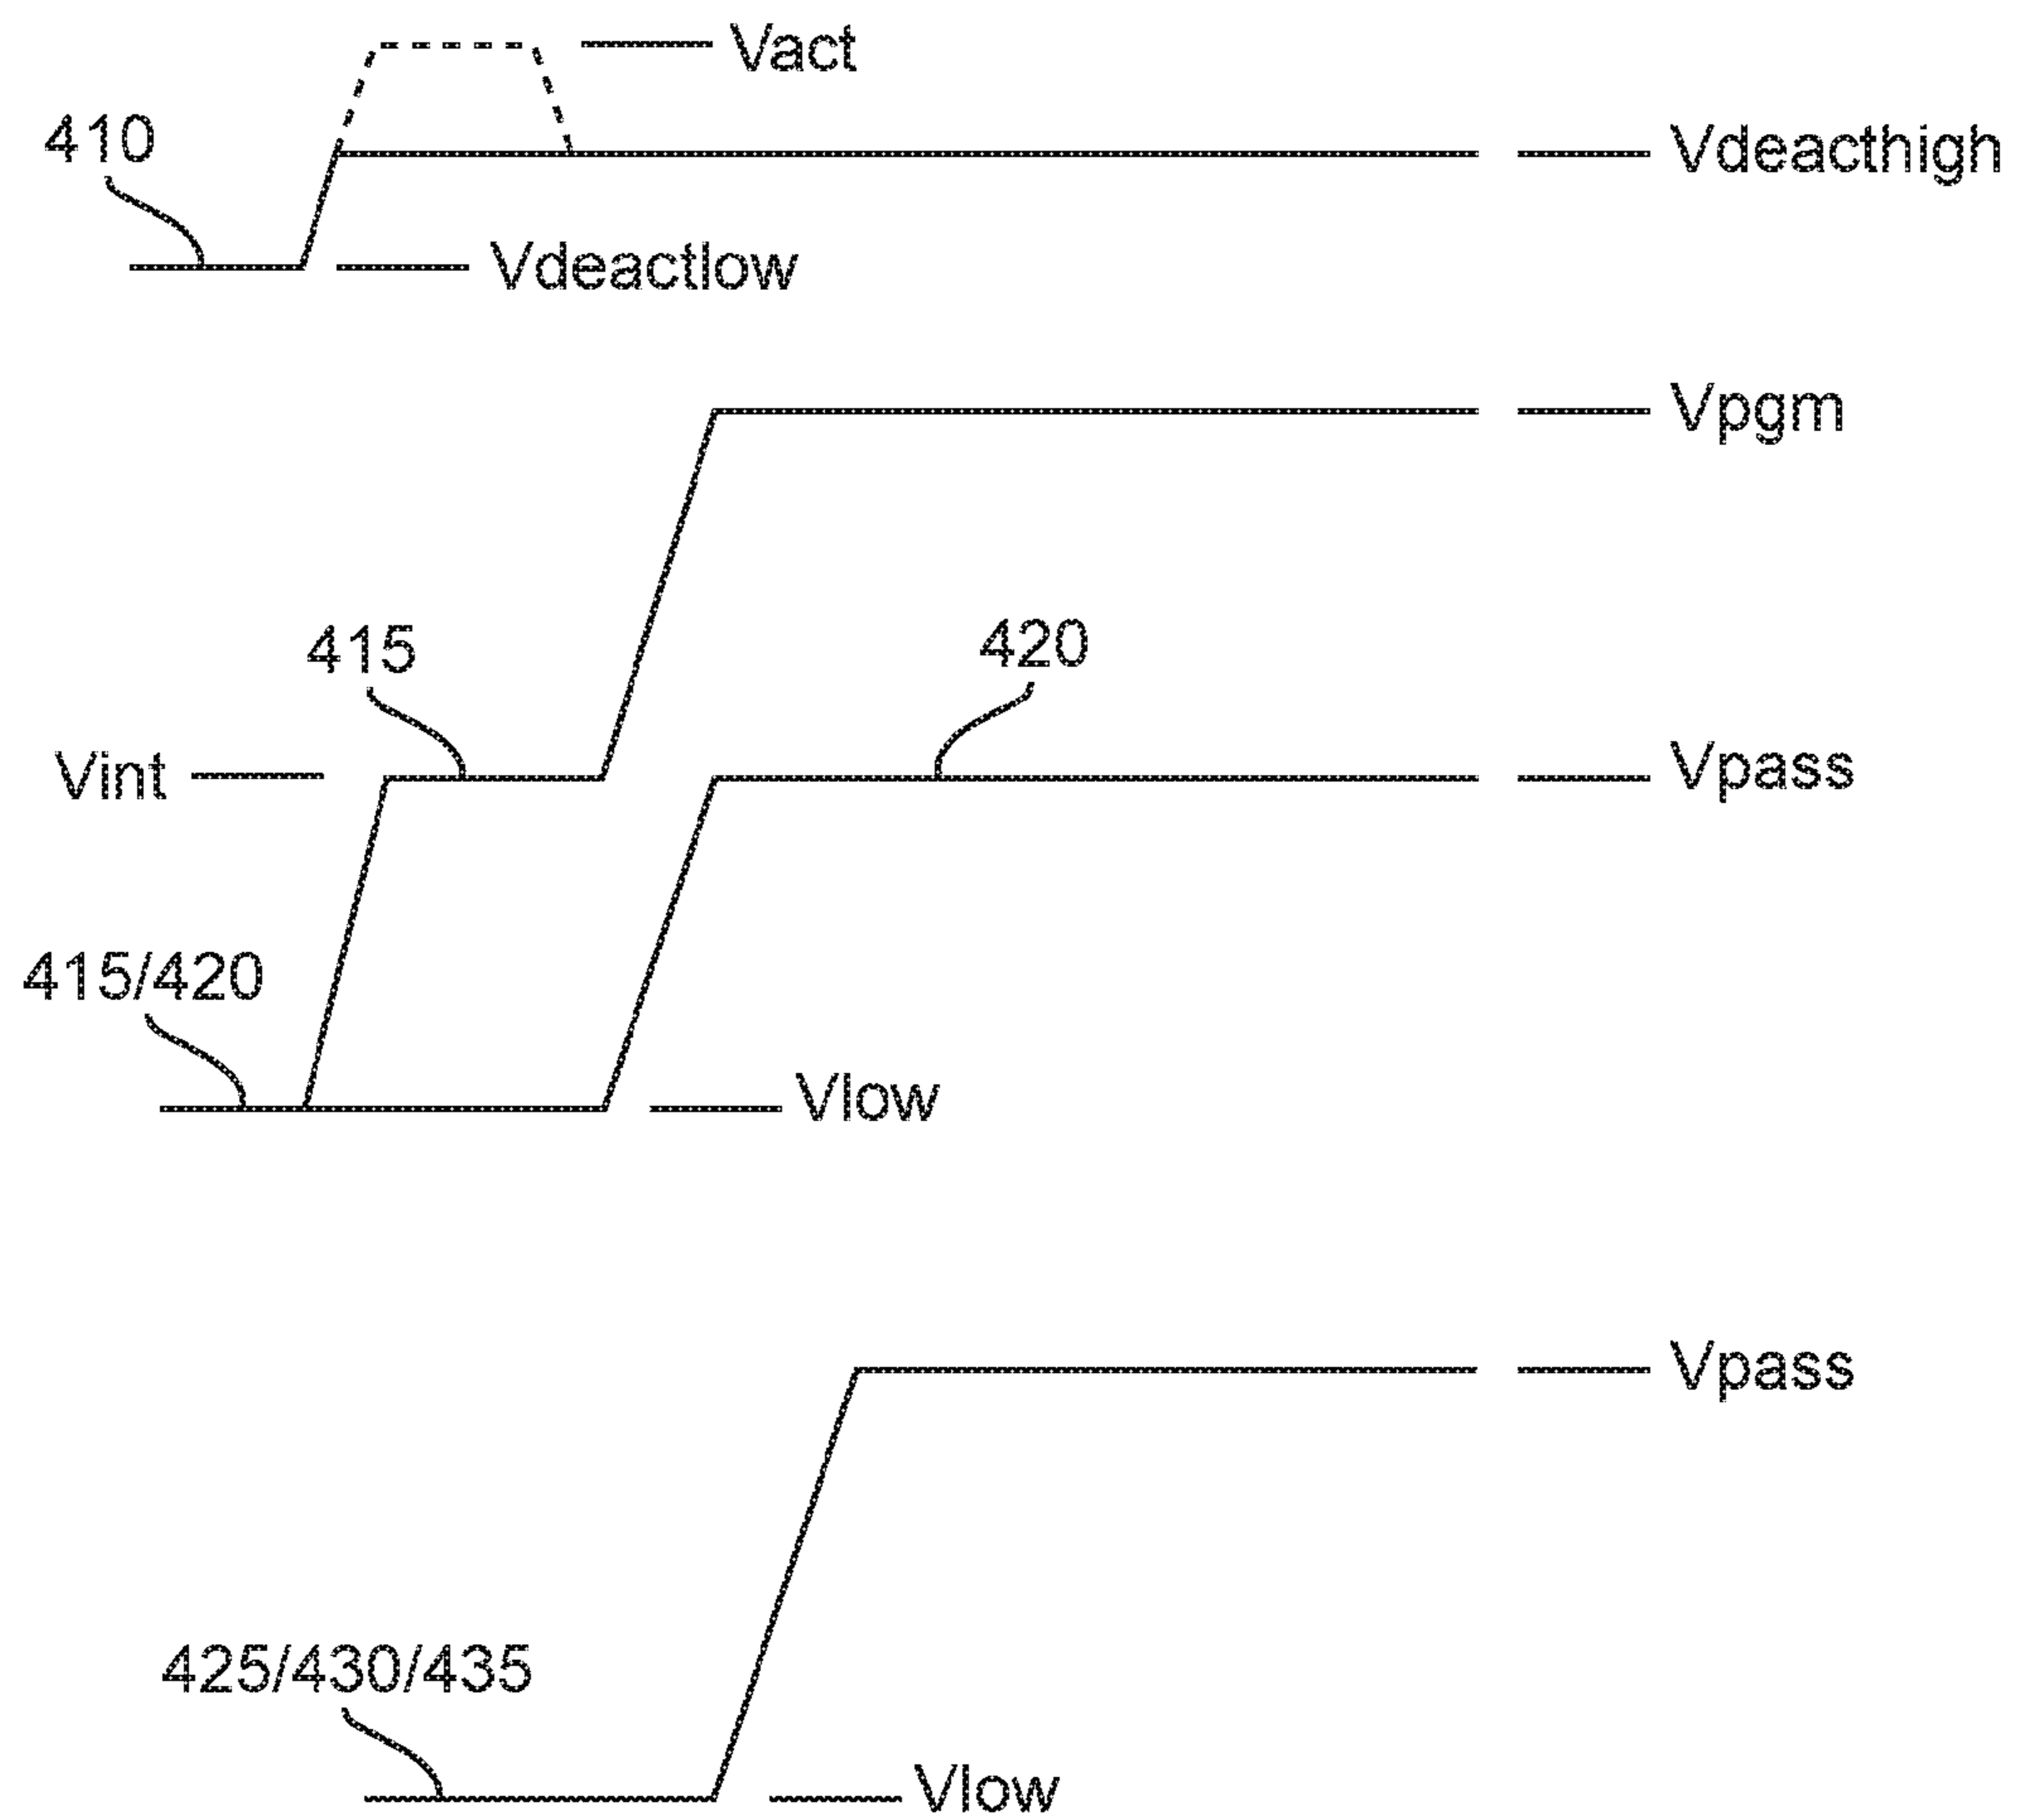 Vact
410
Vdeacthigh
Vdeactlow
Vpgm
415
420
Vint
Vpass
415/420
Vlow
Vpass
425/430/435
Vlow